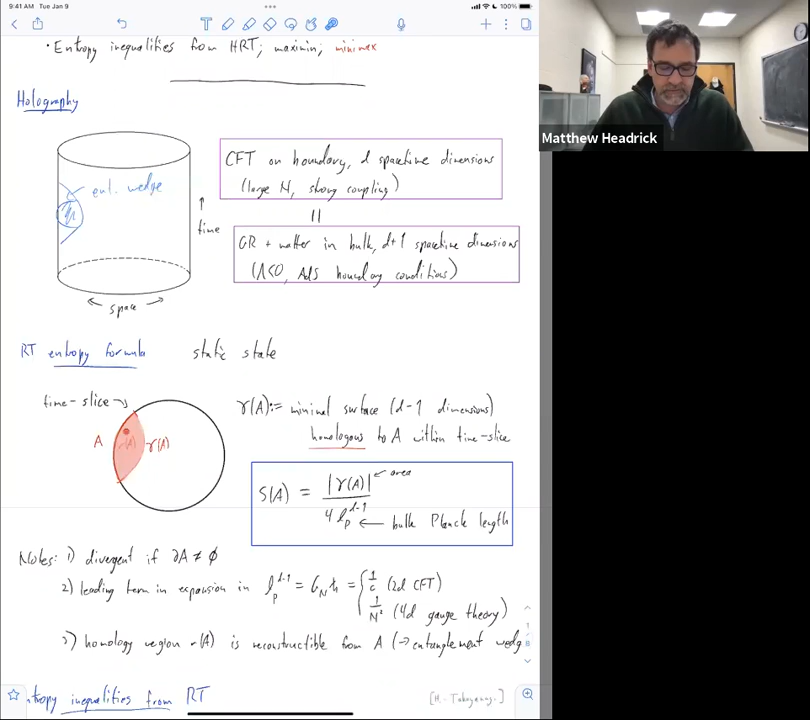 9:41 AM Tue Jan 9
100%
• Entropy inequalities from HRT; maximin; minimax
Holography
ent. wedge
CFT on boundary, d spacetime dimensions
(large N, strong coupling)
||
time
GR + matter in bulk, d+1 spacetime dimensions
(Λ<0, AdS boundary conditions)
space
Matthew Headrick
RT entropy formula static state
time-slice
A r(A) γ(A)
γ(A) := minimal surface (d-1 dimensions)
homologous to A within time-slice
S(A) = |γ(A)| / 4 l_P^{d-1}
area
bulk Planck length
Notes: 1) divergent if ∂A ≠ ∅
2) leading term in expansion in l_P^{d-1} = G_N ħ = { 1/c (2d CFT)
1/N² (4d gauge theory)
3) homology region r(A) is reconstructible from A (→ entanglement wedg
ntropy inequalities from RT
[H.-Takayanagi]